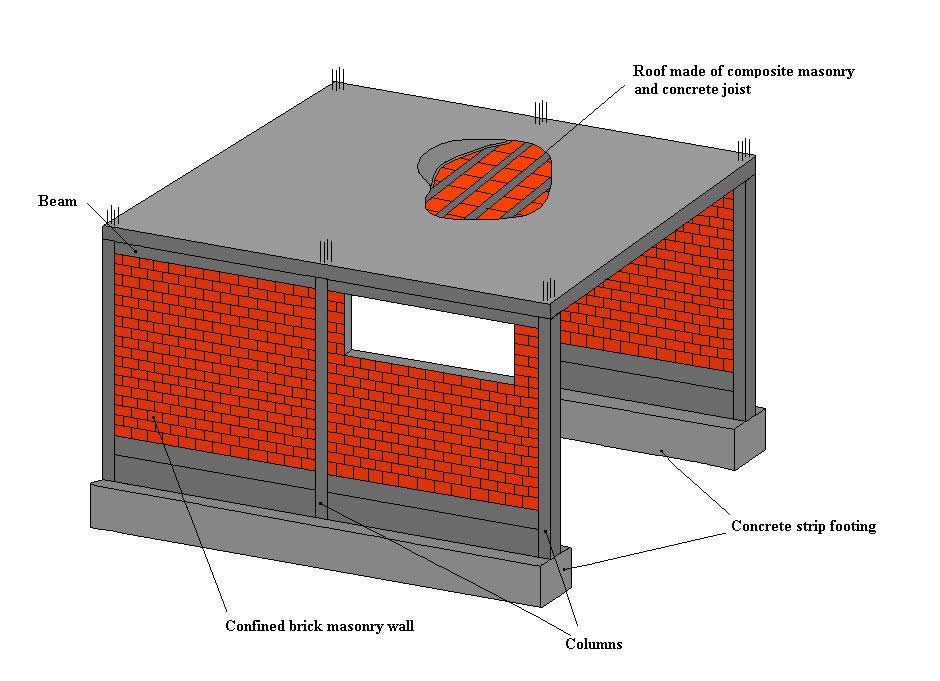 Roof made of composite masonry
and concrete joist
Beam
Concrete strip footing
Confined brick masonry wall
Columns